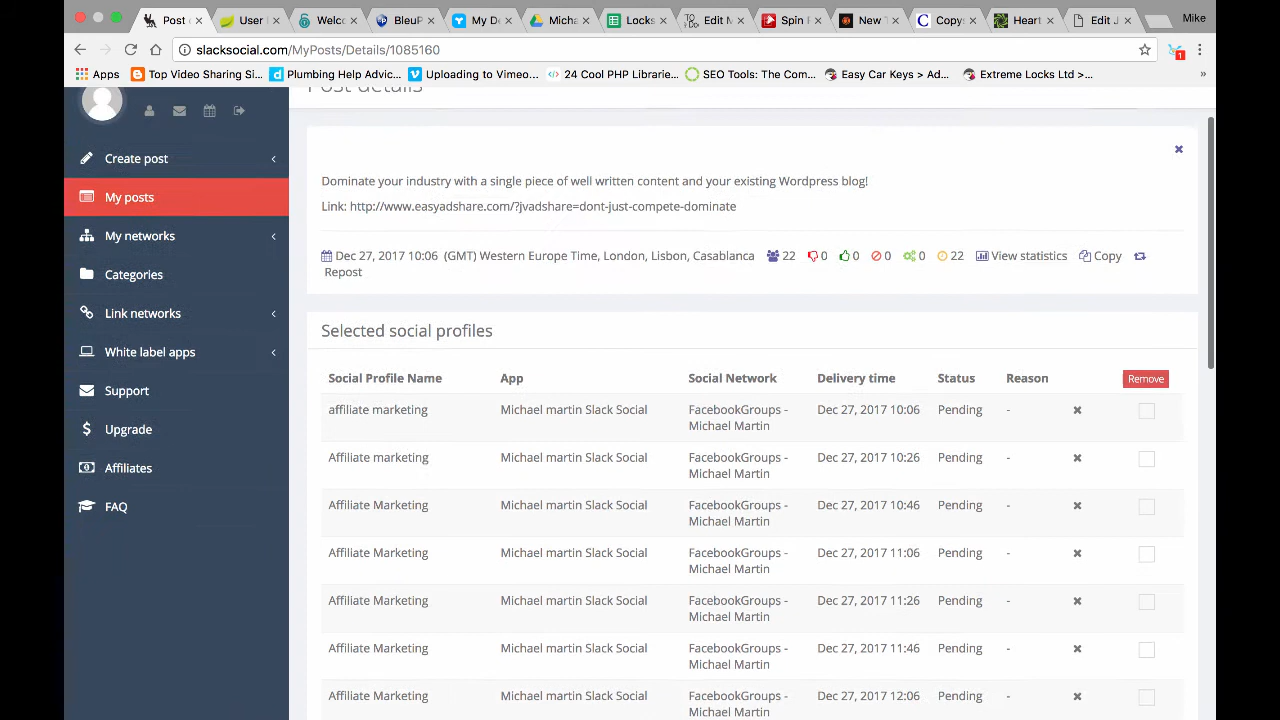 Post d
User
Welc
BleuP
My D
Micha
Locks
Edit M
Spin
New T
Copys
Heart
Edit J
Mike
slacksocial.com/MyPosts/Details/1085160
Apps Top Video Sharing Si... Plumbing Help Advic... Uploading to Vimeo... 24 Cool PHP Librarie... SEO Tools: The Com... Easy Car Keys > Ad... Extreme Locks Ltd >... »
1
Post details
Create post
My posts
My networks
Categories
Link networks
White label apps
Support
Upgrade
Affiliates
FAQ
Dominate your industry with a single piece of well written content and your existing Wordpress blog!
Link: http://www.easyadshare.com/?jvadshare=dont-just-compete-dominate
Dec 27, 2017 10:06 (GMT) Western Europe Time, London, Lisbon, Casablanca 22 0 0 0 0 22 View statistics Copy
Repost
Selected social profiles
Social Profile Name App Social Network Delivery time Status Reason Remove
affiliate marketing Michael martin Slack Social FacebookGroups - Dec 27, 2017 10:06 Pending -
Michael Martin
Affiliate marketing Michael martin Slack Social FacebookGroups - Dec 27, 2017 10:26 Pending -
Michael Martin
Affiliate Marketing Michael martin Slack Social FacebookGroups - Dec 27, 2017 10:46 Pending -
Michael Martin
Affiliate Marketing Michael martin Slack Social FacebookGroups - Dec 27, 2017 11:06 Pending -
Michael Martin
Affiliate Marketing Michael martin Slack Social FacebookGroups - Dec 27, 2017 11:26 Pending -
Michael Martin
Affiliate Marketing Michael martin Slack Social FacebookGroups - Dec 27, 2017 11:46 Pending -
Michael Martin
Affiliate Marketing Michael martin Slack Social FacebookGroups - Dec 27, 2017 12:06 Pending -
Michael Martin